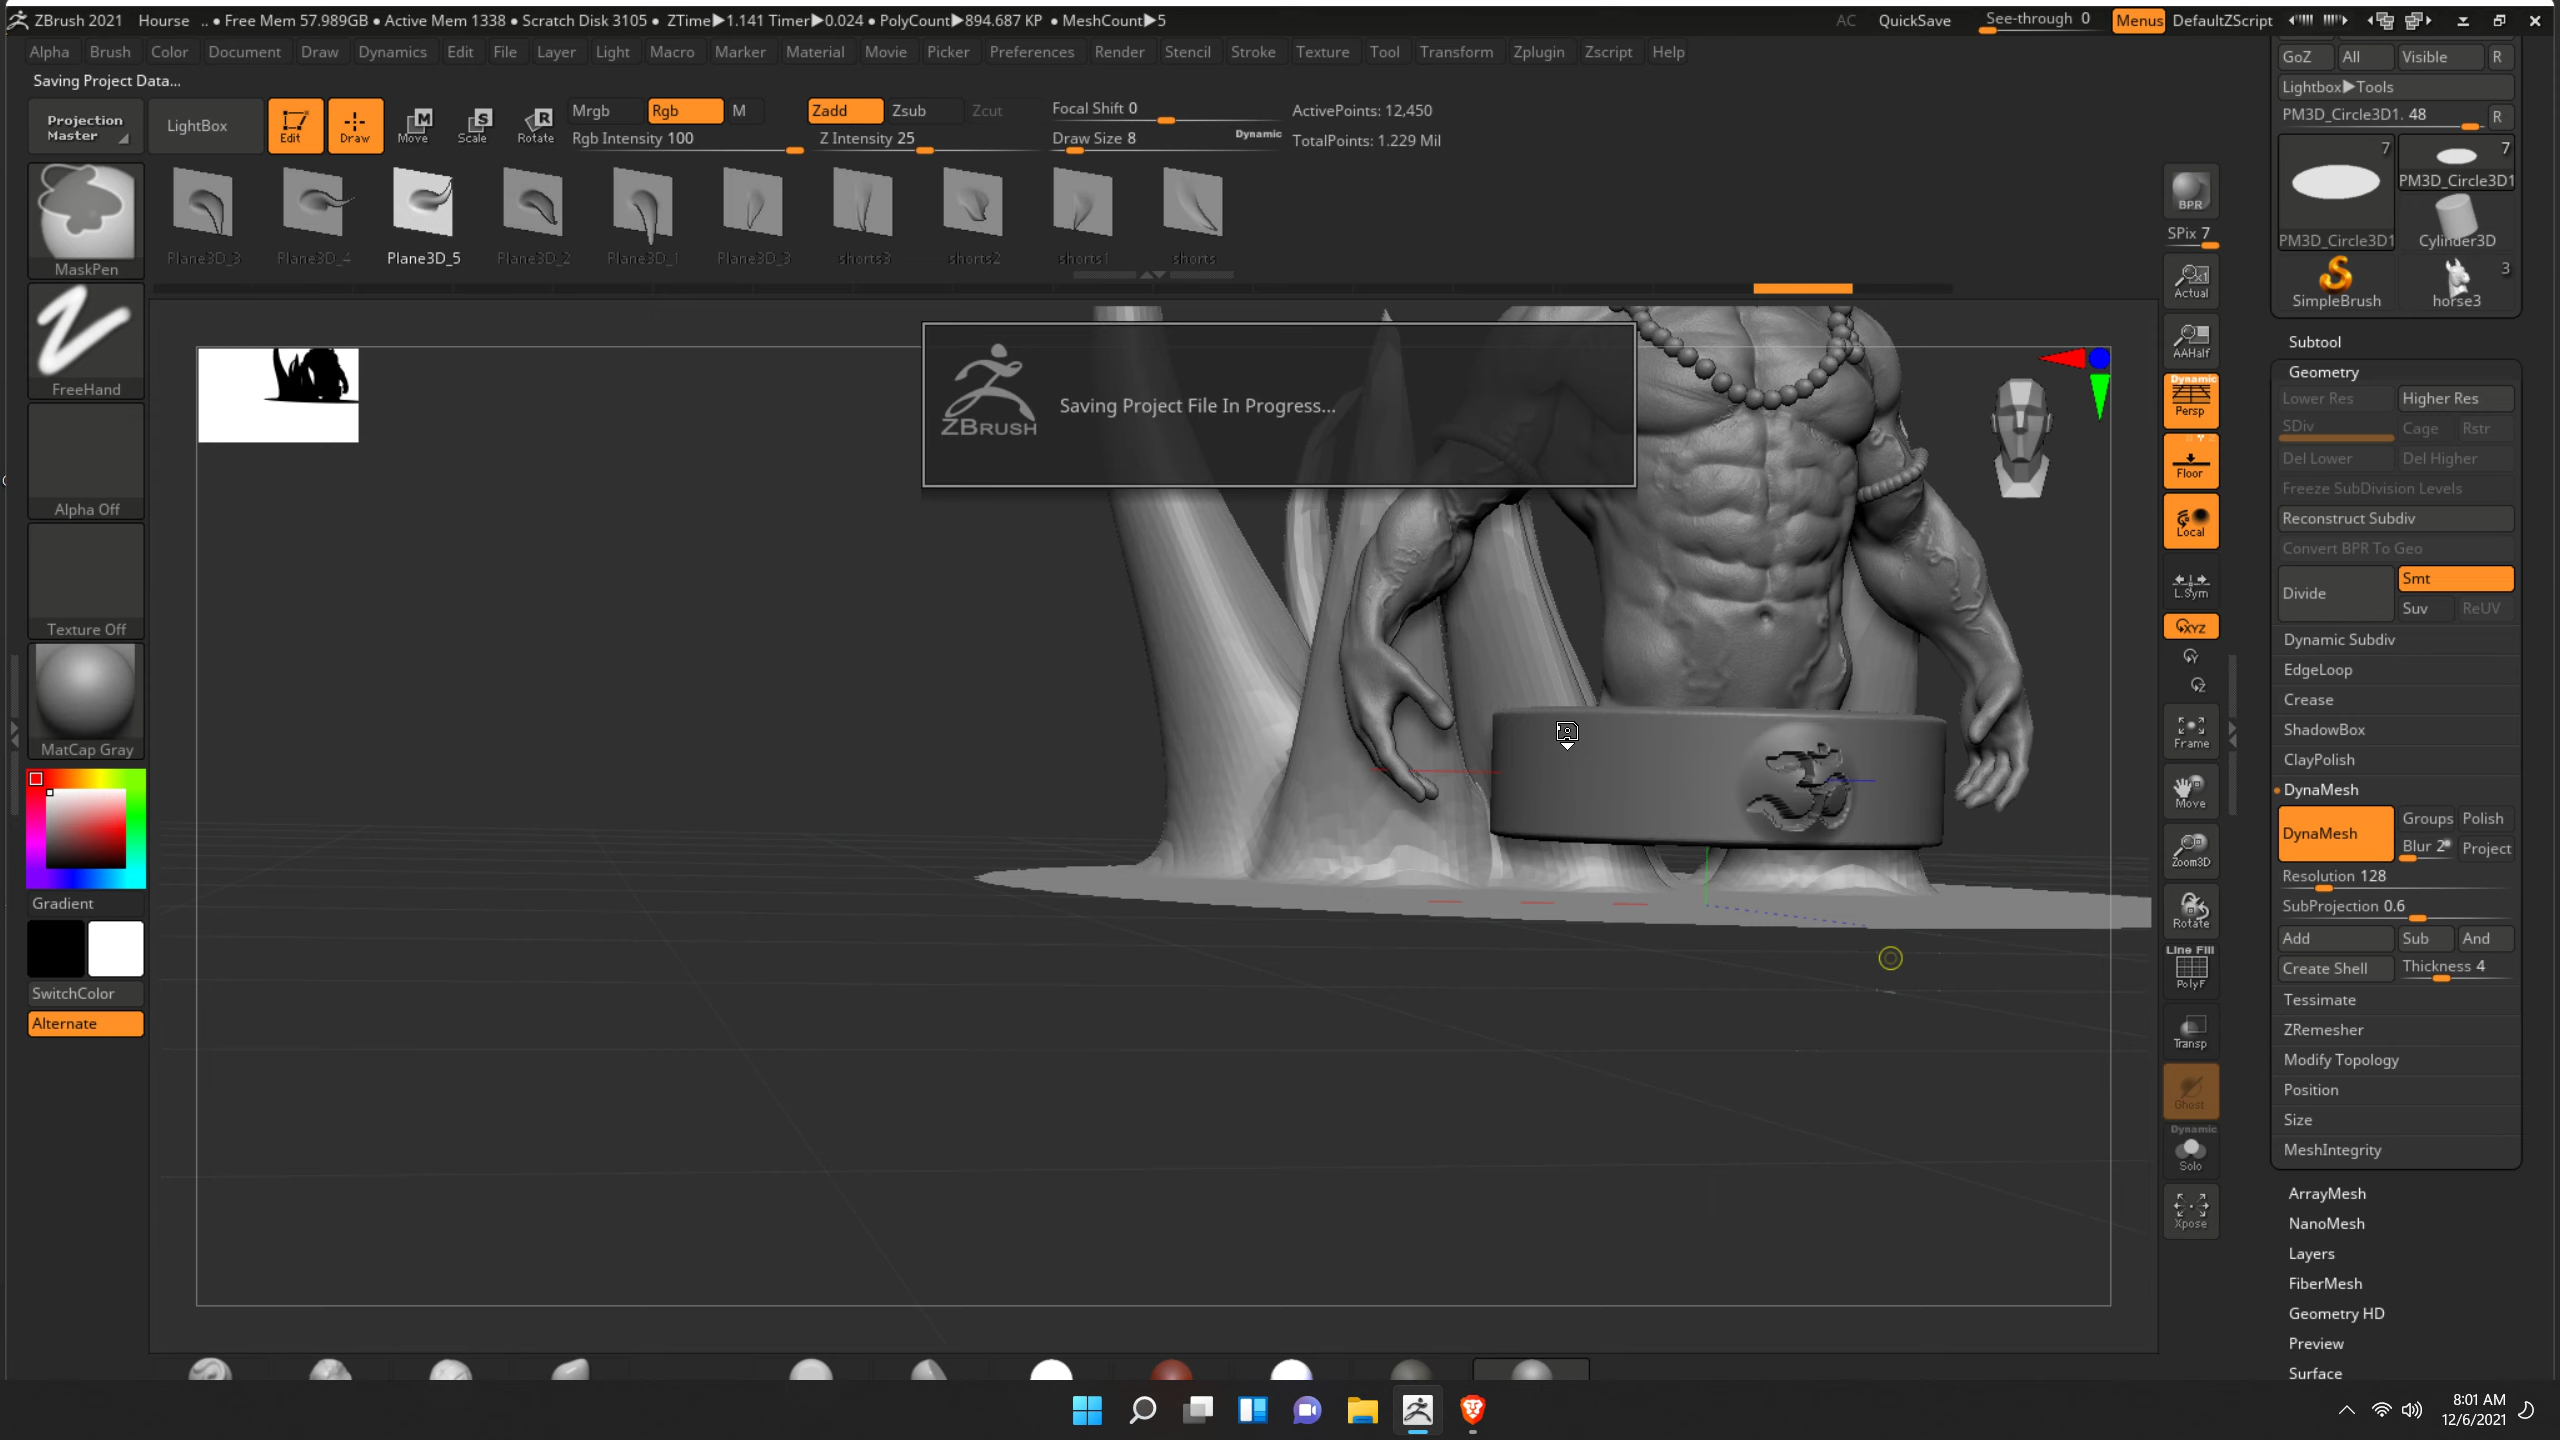 ZBrush 2021 Hourse .. • Free Mem 57.989GB • Active Mem 1338 • Scratch Disk 3105 • ZTime▶1.141 Timer▶0.024 • PolyCount▶894.687 KP • MeshCount▶5 AC QuickSave See-through 0 Menus DefaultZScript
Alpha Brush Color Document Draw Dynamics Edit File Layer Light Macro Marker Material Movie Picker Preferences Render Stencil Stroke Texture Tool Transform Zplugin Zscript Help
Saving Project Data...
Projection Master
LightBox
Edit
Draw
Move
Scale
Rotate
Mrgb Rgb M
Rgb Intensity 100
Zadd Zsub Zcut
Z Intensity 25
Focal Shift 0
Draw Size 8 Dynamic
ActivePoints: 12,450
TotalPoints: 1.229 Mil
Plane3D_3 Plane3D_4 Plane3D_5 Plane3D_2 Plane3D_1 Plane3D_3 shorts3 shorts2 shorts1 shorts
MaskPen
FreeHand
Alpha Off
Texture Off
MatCap Gray
Gradient
SwitchColor
Alternate
ZBRUSH
Saving Project File In Progress...
ॐ
BPR
SPix 7
Actual
AAHalf
Dynamic
Persp
Floor
Local
L.Sym
XYZ
Y
Z
Frame
Move
Zoom3D
Rotate
Line Fill
PolyF
Transp
Ghost
Dynamic
Solo
Xpose
GoZ All Visible R
Lightbox▶Tools
PM3D_Circle3D1. 48 R
7 7
PM3D_Circle3D1
PM3D_Circle3D1 Cylinder3D
3
SimpleBrush horse3
Subtool
Geometry
Lower Res Higher Res
SDiv Cage Rstr
Del Lower Del Higher
Freeze SubDivision Levels
Reconstruct Subdiv
Convert BPR To Geo
Divide Smt
Suv ReUV
Dynamic Subdiv
EdgeLoop
Crease
ShadowBox
ClayPolish
DynaMesh
DynaMesh Groups Polish
Blur 2 Project
Resolution 128
SubProjection 0.6
Add Sub And
Create Shell Thickness 4
Tessimate
ZRemesher
Modify Topology
Position
Size
MeshIntegrity
ArrayMesh
NanoMesh
Layers
FiberMesh
Geometry HD
Preview
Surface
8:01 AM
12/6/2021